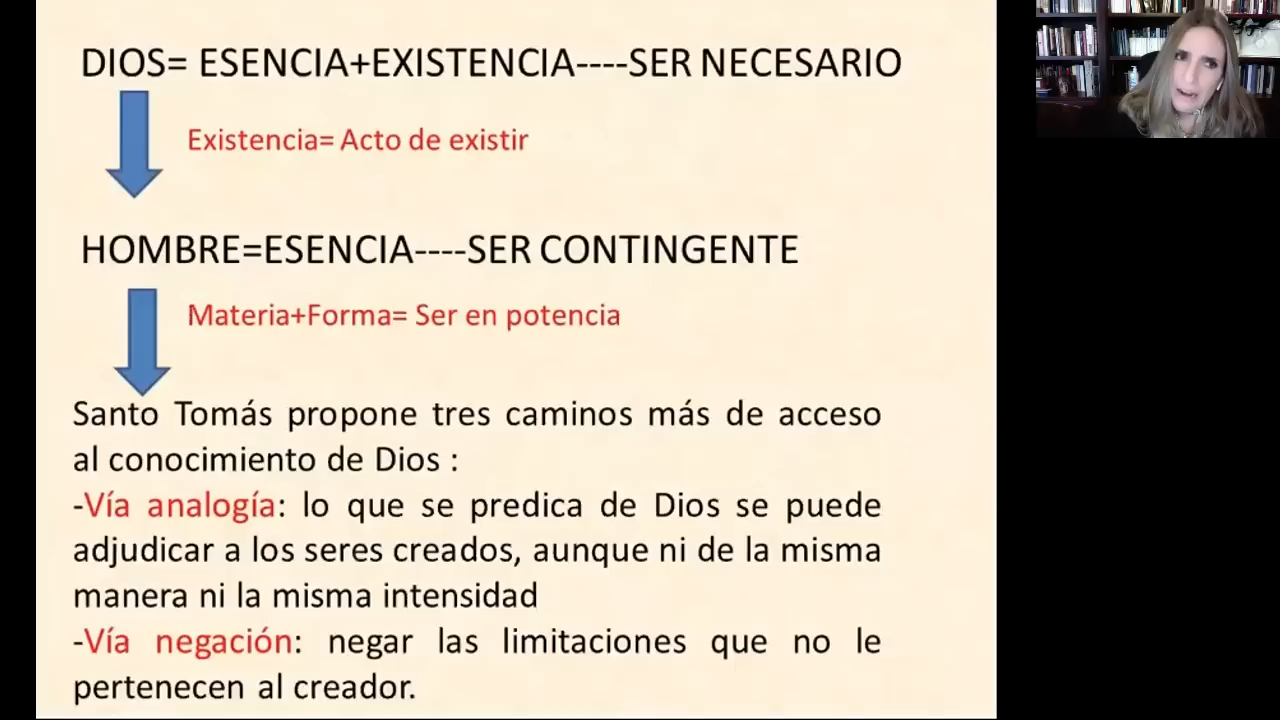 DIOS= ESENCIA+EXISTENCIA----SER NECESARIO
Existencia= Acto de existir
HOMBRE=ESENCIA----SER CONTINGENTE
Materia+Forma= Ser en potencia
Santo Tomás propone tres caminos más de acceso
al conocimiento de Dios :
-Vía analogía: lo que se predica de Dios se puede
adjudicar a los seres creados, aunque ni de la misma
manera ni la misma intensidad
-Vía negación: negar las limitaciones que no le
pertenecen al creador.